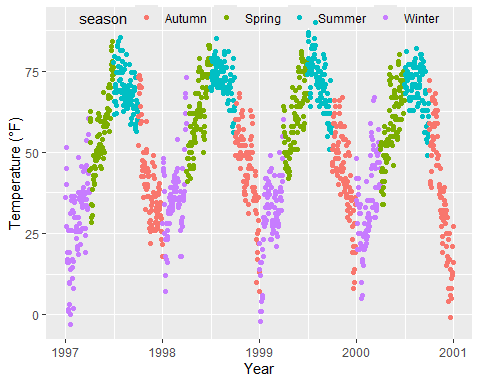 season Autumn Spring Summer Winter
Temperature (°F)
75
50
25
0
1997 1998 1999 2000 2001
Year